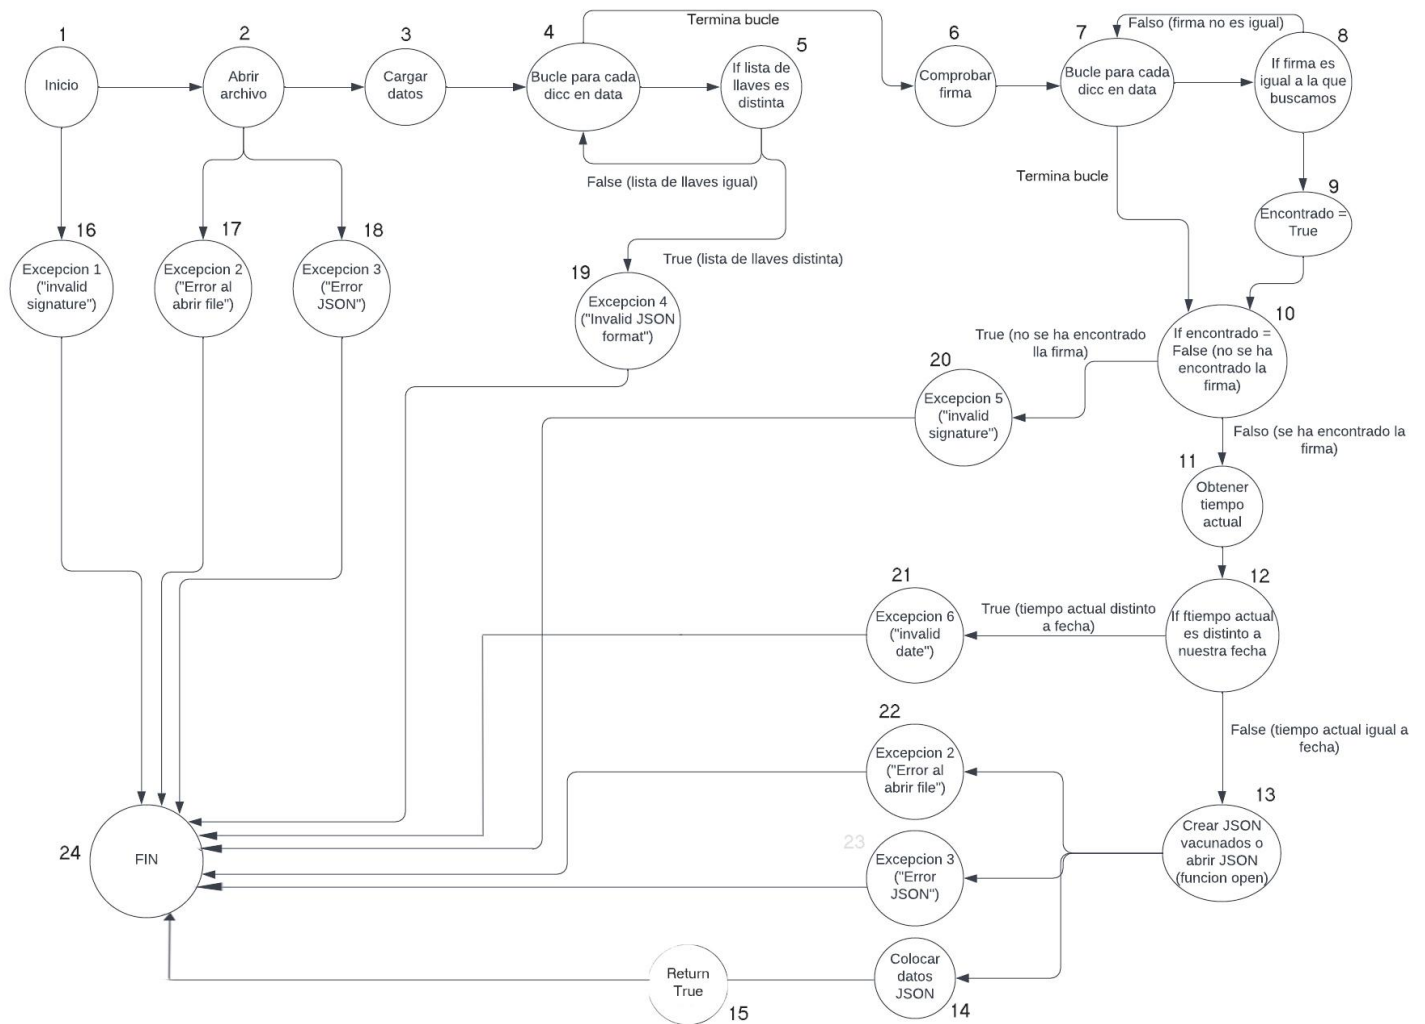 Termina bucle
Falso (firma no es igual)
1
2
3
4
5
6
7
8
Inicio
Abrir
archivo
Cargar
datos
Bucle para cada
dicc en data
If lista de
llaves es
distinta
Comprobar
firma
Bucle para cada
dicc en data
If firma es
igual a la que
buscamos
False (lista de llaves igual)
Termina bucle
9
Encontrado =
True
16
Excepcion 1
("invalid
signature")
17
Excepcion 2
("Error al
abrir file")
18
Excepcion 3
("Error
JSON")
True (lista de llaves distinta)
19
Excepcion 4
("Invalid JSON
format")
10
If encontrado =
False (no se ha
encontrado la
firma)
True (no se ha encontrado
lla firma)
20
Excepcion 5
("invalid
signature")
Falso (se ha encontrado la
firma)
11
Obtener
tiempo
actual
12
If ftiempo actual
es distinto a
nuestra fecha
True (tiempo actual distinto
a fecha)
21
Excepcion 6
("invalid
date")
False (tiempo actual igual a
fecha)
22
Excepcion 2
("Error al
abrir file")
13
Crear JSON
vacunados o
abrir JSON
(funcion open)
23
Excepcion 3
("Error
JSON")
24
FIN
Colocar
datos
JSON
14
Return
True
15